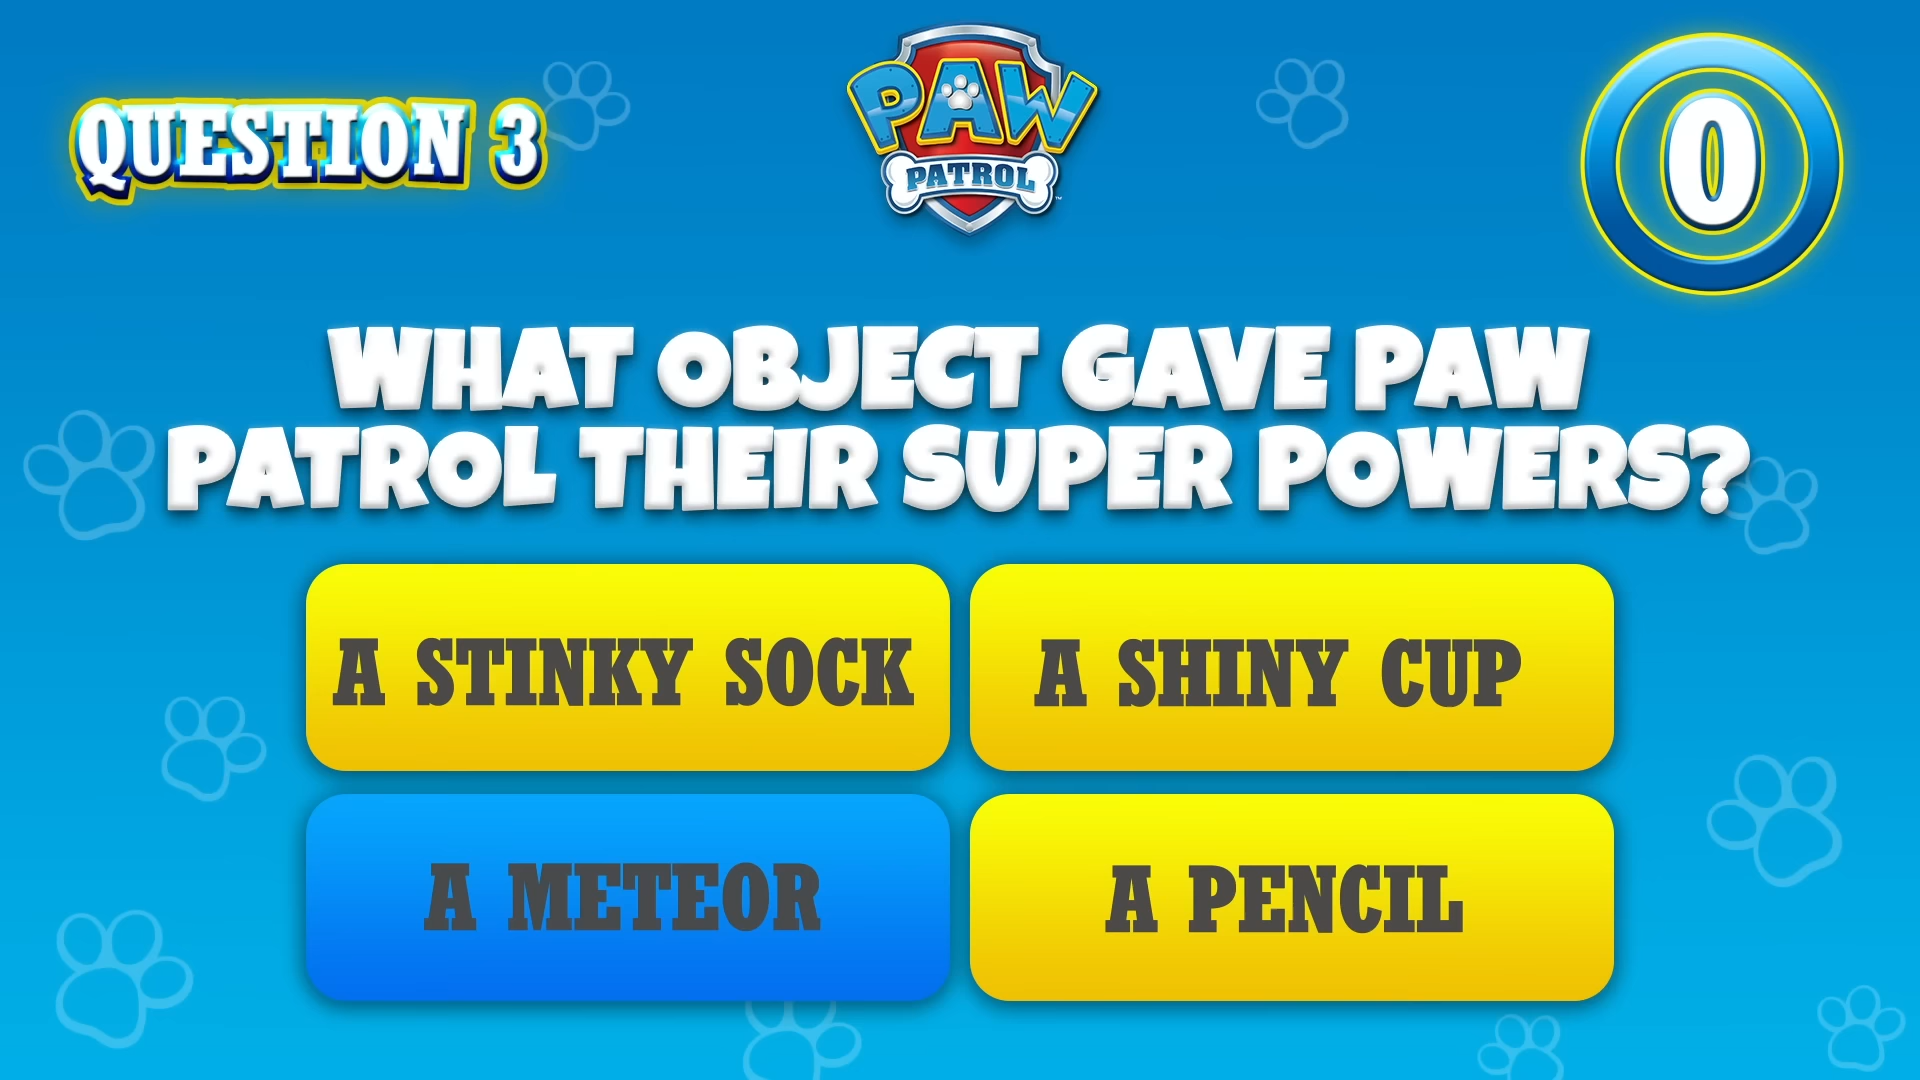 QUESTION 3
PAW
PATROL
™
0
WHAT OBJECT GAVE PAW
PATROL THEIR SUPER POWERS?
A STINKY SOCK
A SHINY CUP
A METEOR
A PENCIL